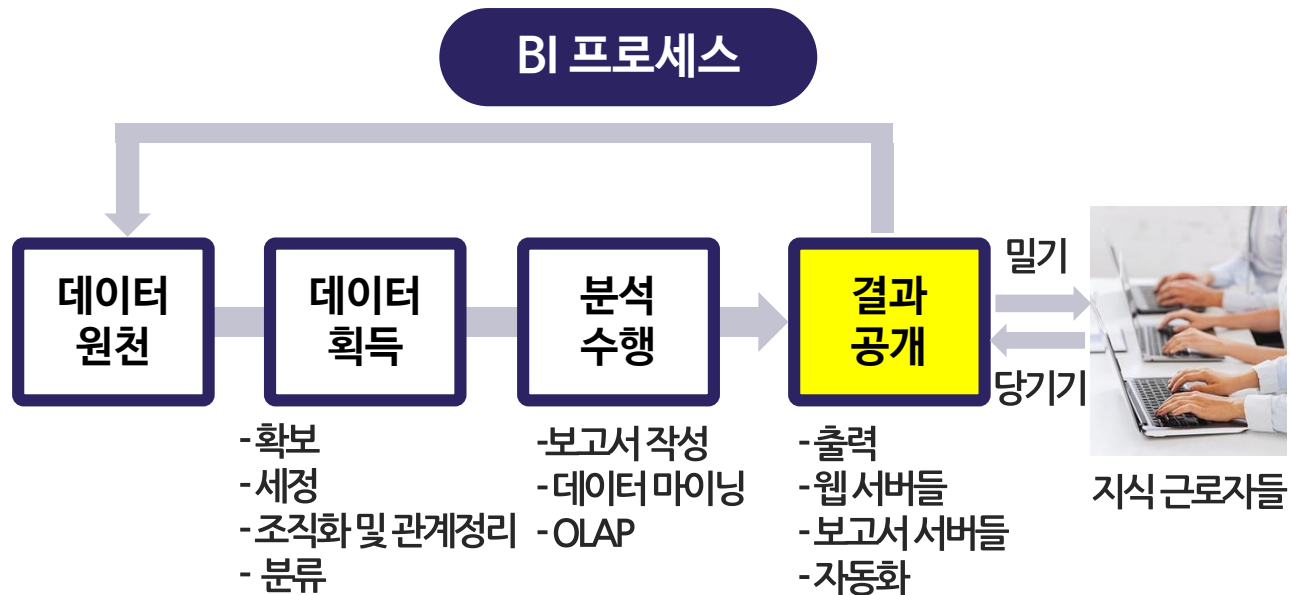 BI 프로세스
데이터
원천
데이터
획득
분석
수행
결과
공개
밀기
당기기
- 확보
- 세정
- 조직화 및 관계정리
- 분류
-보고서 작성
- 데이터 마이닝
- OLAP
- 출력
- 웹 서버들
- 보고서 서버들
- 자동화
지식 근로자들